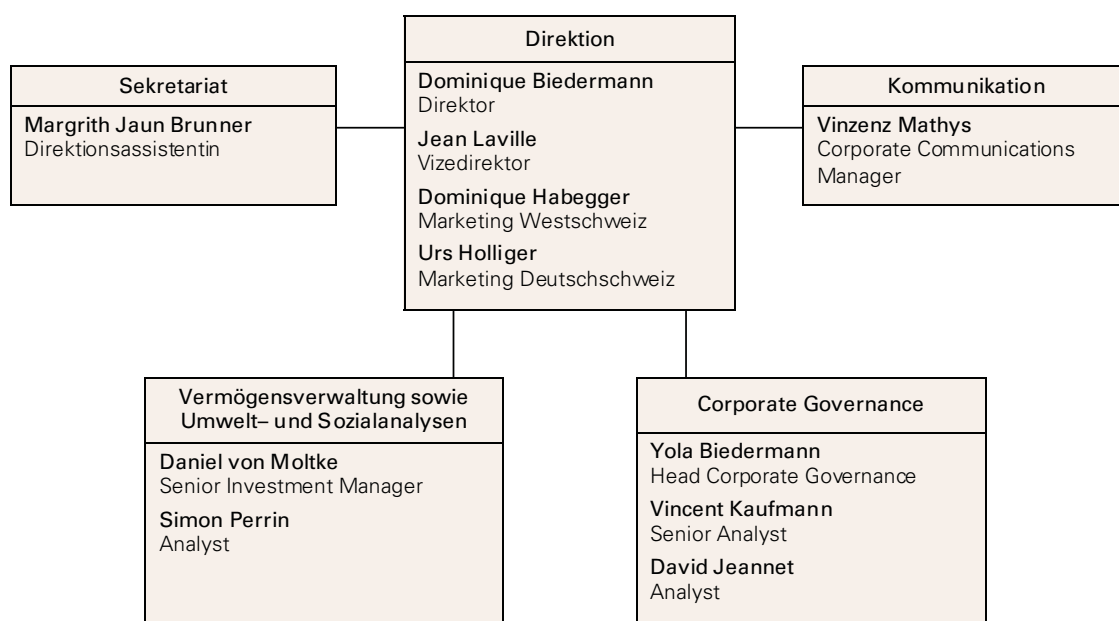 Direktion
Dominique Biedermann
Direktor
Jean Laville
Vizedirektor
Dominique Habegger
Marketing Westschweiz
Urs Holliger
Marketing Deutschschweiz
Sekretariat
Margrith Jaun Brunner
Direktionsassistentin
Kommunikation
Vinzenz Mathys
Corporate Communications
Manager
Vermögensverwaltung sowie
Umwelt– und Sozialanalysen
Daniel von Moltke
Senior Investment Manager
Simon Perrin
Analyst
Corporate Governance
Yola Biedermann
Head Corporate Governance
Vincent Kaufmann
Senior Analyst
David Jeannet
Analyst